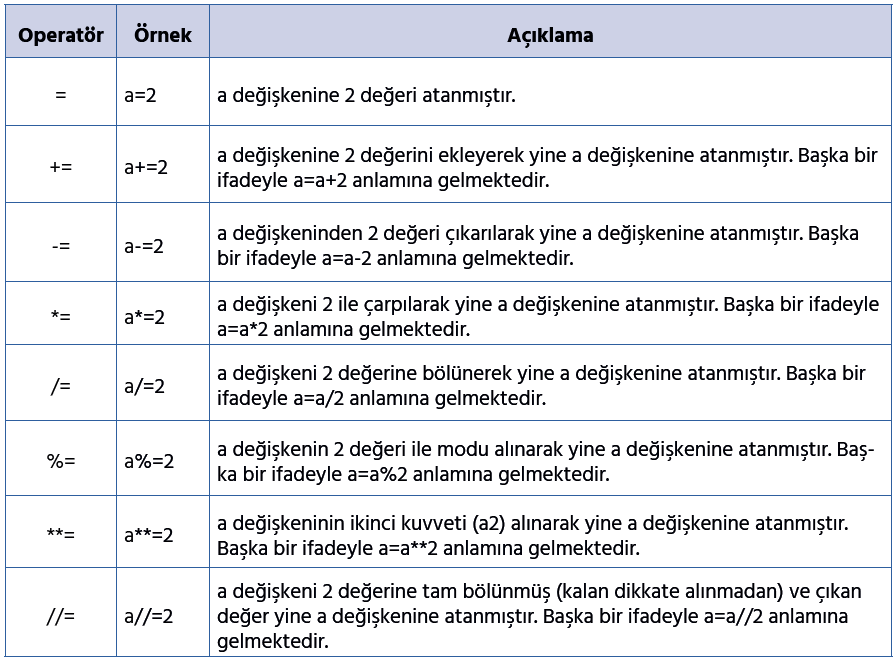 Operatör Örnek Açıklama
= a=2 a değişkenine 2 değeri atanmıştır.
+= a+=2 a değişkenine 2 değerini ekleyerek yine a değişkenine atanmıştır. Başka bir
ifadeyle a=a+2 anlamına gelmektedir.
-= a-=2 a değişkeninden 2 değeri çıkarılarak yine a değişkenine atanmıştır. Başka
bir ifadeyle a=a-2 anlamına gelmektedir.
*= a*=2 a değişkeni 2 ile çarpılarak yine a değişkenine atanmıştır. Başka bir ifadeyle
a=a*2 anlamına gelmektedir.
/= a/=2 a değişkeni 2 değerine bölünerek yine a değişkenine atanmıştır. Başka bir
ifadeyle a=a/2 anlamına gelmektedir.
%= a%=2 a değişkenin 2 değeri ile modu alınarak yine a değişkenine atanmıştır. Baş-
ka bir ifadeyle a=a%2 anlamına gelmektedir.
**= a**=2 a değişkeninin ikinci kuvveti (a2) alınarak yine a değişkenine atanmıştır.
Başka bir ifadeyle a=a**2 anlamına gelmektedir.
//= a//=2 a değişkeni 2 değerine tam bölünmüş (kalan dikkate alınmadan) ve çıkan
değer yine a değişkenine atanmıştır. Başka bir ifadeyle a=a//2 anlamına
gelmektedir.